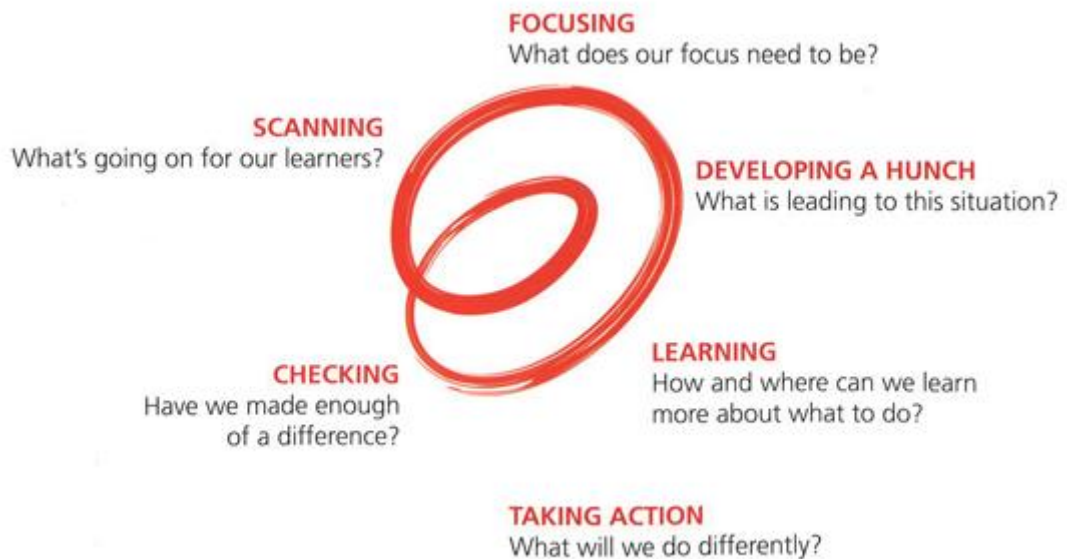 FOCUSING
What does our focus need to be?
SCANNING
What's going on for our learners?
DEVELOPING A HUNCH
What is leading to this situation?
LEARNING
How and where can we learn
more about what to do?
CHECKING
Have we made enough
of a difference?
TAKING ACTION
What will we do differently?